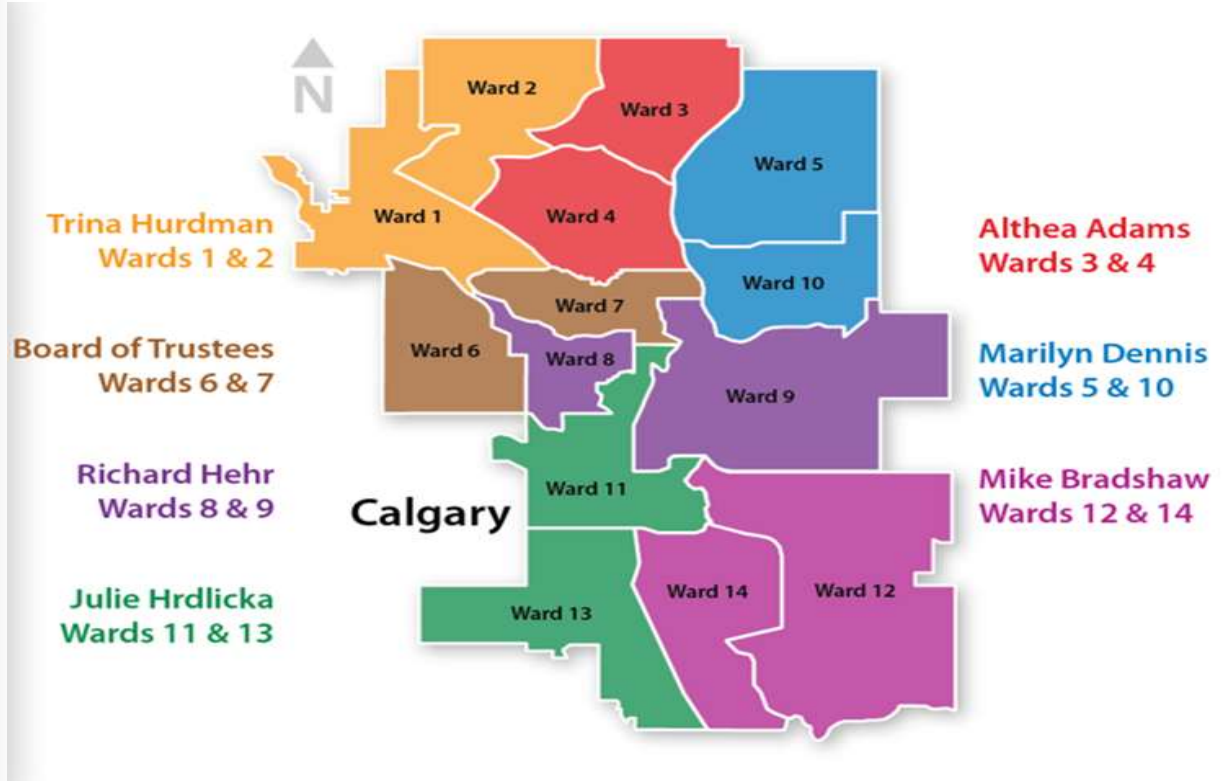 N
Ward 2
Ward 3
Ward 5
Ward 1
Ward 4
Ward 10
Ward 7
Ward 6
Ward 8
Ward 9
Ward 11
Ward 14
Ward 12
Ward 13
Calgary
Trina Hurdman
Wards 1 & 2
Board of Trustees
Wards 6 & 7
Richard Hehr
Wards 8 & 9
Julie Hrdlicka
Wards 11 & 13
Althea Adams
Wards 3 & 4
Marilyn Dennis
Wards 5 & 10
Mike Bradshaw
Wards 12 & 14